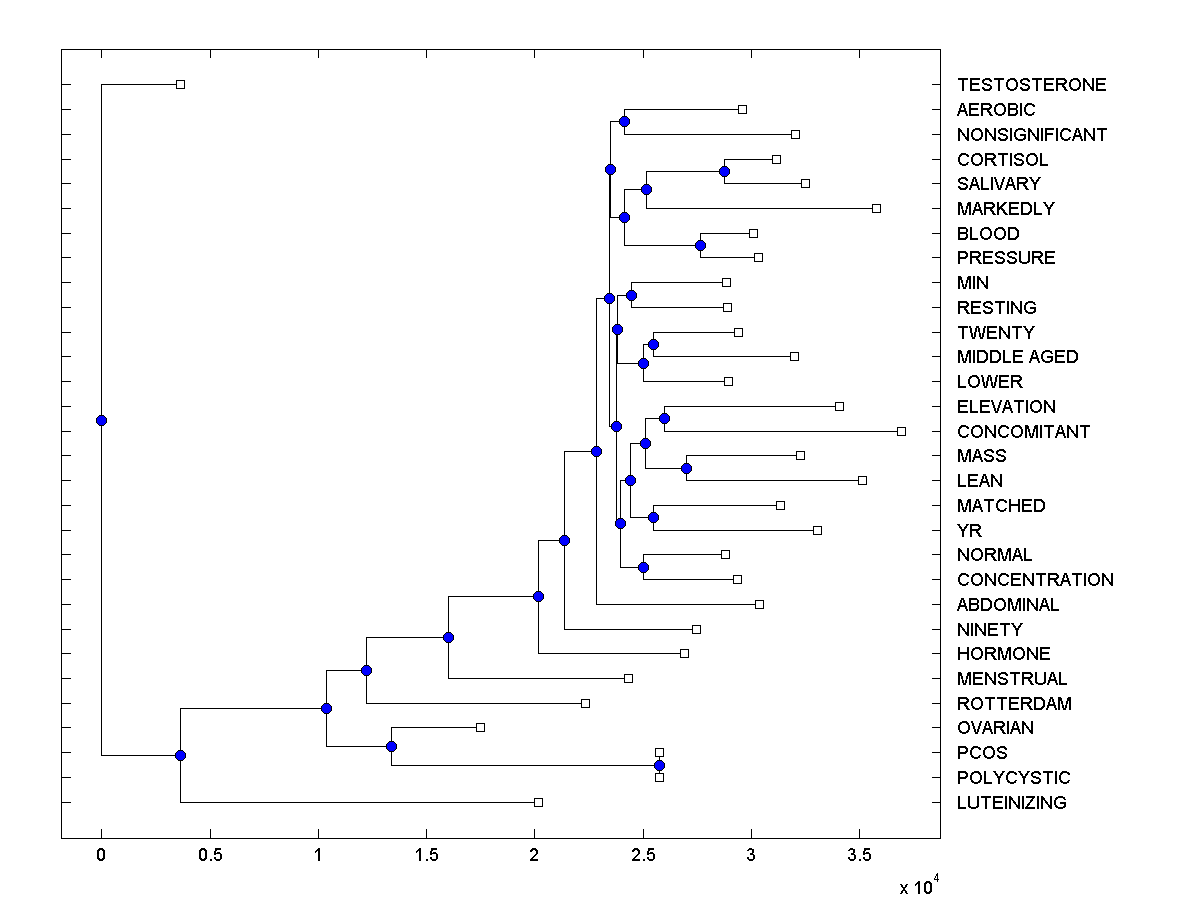 TESTOSTERONE
AEROBIC
NONSIGNIFICANT
CORTISOL
SALIVARY
MARKEDLY
BLOOD
PRESSURE
MIN
RESTING
TWENTY
MIDDLE AGED
LOWER
ELEVATION
CONCOMITANT
MASS
LEAN
MATCHED
YR
NORMAL
CONCENTRATION
ABDOMINAL
NINETY
HORMONE
MENSTRUAL
ROTTERDAM
OVARIAN
PCOS
POLYCYSTIC
LUTEINIZING
0 0.5 1 1.5 2 2.5 3 3.5
x 10^4